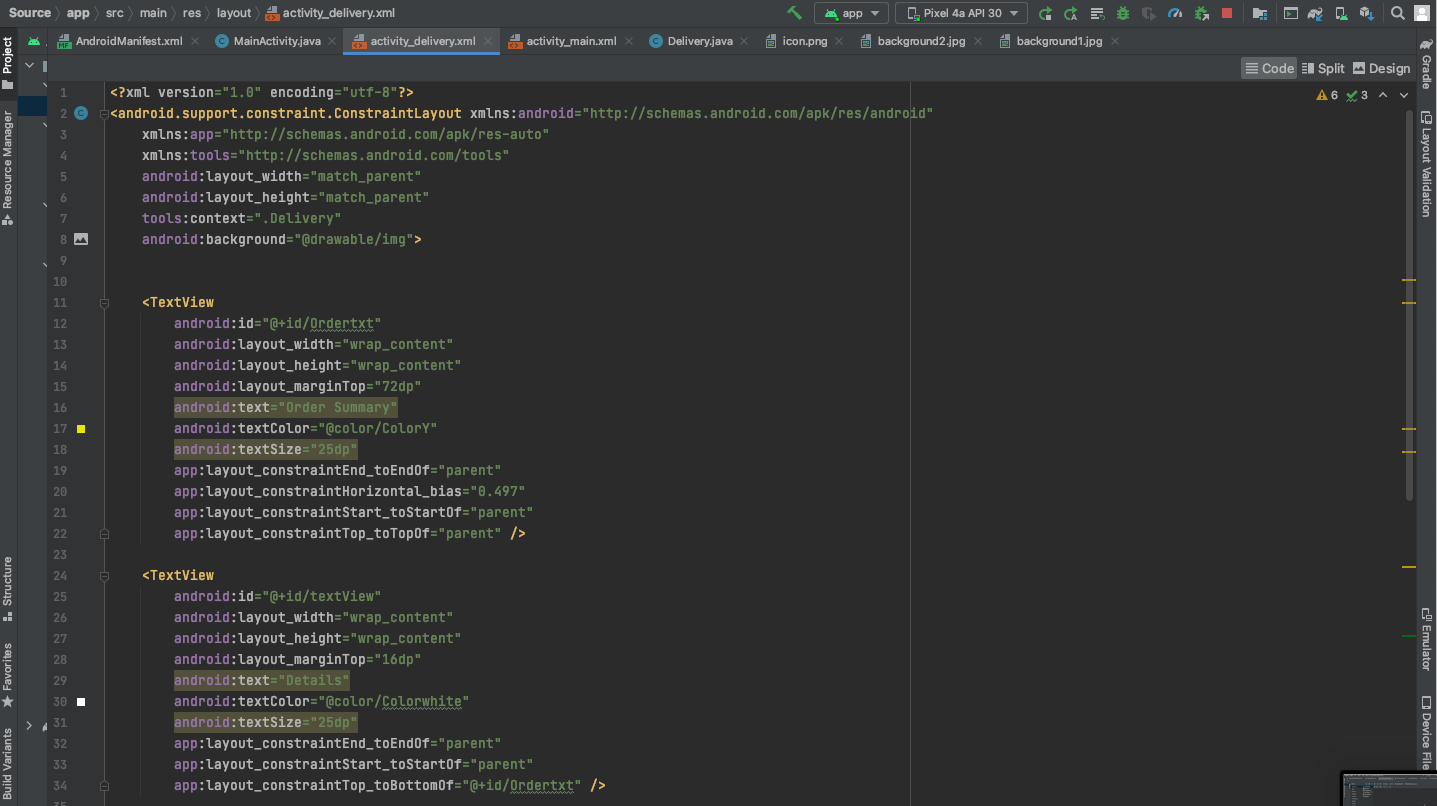 Source app src main res layout activity_delivery.xml app Pixel 4a API 30
AndroidManifest.xml MainActivity.java activity_delivery.xml activity_main.xml Delivery.java icon.png background2.jpg background1.jpg
Code Split Design
6 3
Project
Resource Manager
Structure
Favorites
Build Variants
1 <?xml version="1.0" encoding="utf-8"?>
2 <android.support.constraint.ConstraintLayout xmlns:android="http://schemas.android.com/apk/res/android"
3 xmlns:app="http://schemas.android.com/apk/res-auto"
4 xmlns:tools="http://schemas.android.com/tools"
5 android:layout_width="match_parent"
6 android:layout_height="match_parent"
7 tools:context=".Delivery"
8 android:background="@drawable/img">
9
10
11 <TextView
12 android:id="@+id/Ordertxt"
13 android:layout_width="wrap_content"
14 android:layout_height="wrap_content"
15 android:layout_marginTop="72dp"
16 android:text="Order Summary"
17 android:textColor="@color/ColorY"
18 android:textSize="25dp"
19 app:layout_constraintEnd_toEndOf="parent"
20 app:layout_constraintHorizontal_bias="0.497"
21 app:layout_constraintStart_toStartOf="parent"
22 app:layout_constraintTop_toTopOf="parent" />
23
24 <TextView
25 android:id="@+id/textView"
26 android:layout_width="wrap_content"
27 android:layout_height="wrap_content"
28 android:layout_marginTop="16dp"
29 android:text="Details"
30 android:textColor="@color/Colorwhite"
31 android:textSize="25dp"
32 app:layout_constraintEnd_toEndOf="parent"
33 app:layout_constraintStart_toStartOf="parent"
34 app:layout_constraintTop_toBottomOf="@+id/Ordertxt" />
Gradle
Layout Validation
Emulator
Device File